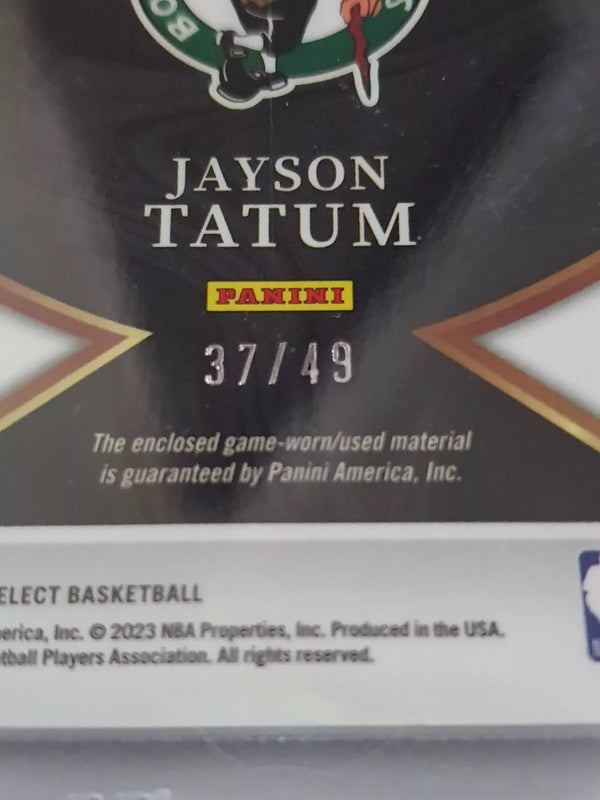 BO S
JAYSON
TATUM
PANINI
37/49
The enclosed game-worn/used material
is guaranteed by Panini America, Inc.
ELECT BASKETBALL
erica, Inc. © 2023 NBA Properties, Inc. Produced in the USA.
tball Players Association. All rights reserved.